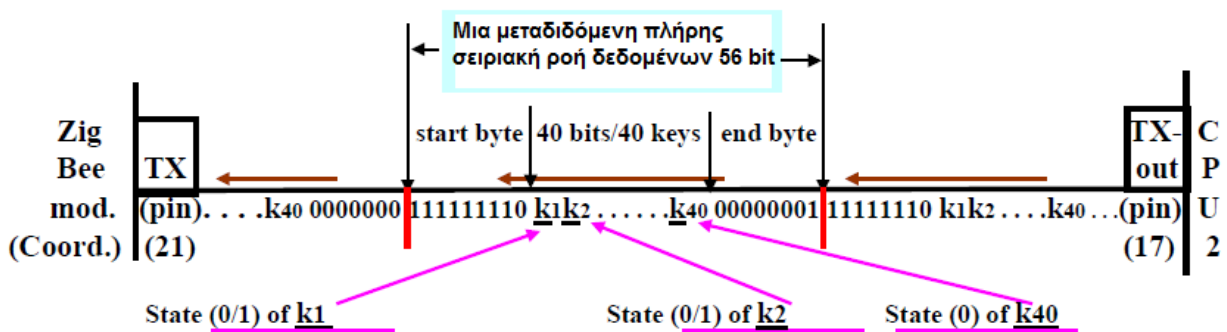 Μια μεταδιδόμενη πλήρης
σειριακή ροή δεδομένων 56 bit
Zig start byte 40 bits/40 keys end byte TX- C
Bee TX out P
mod. (pin). . . .k40 0000000 111111110 k1k2 . . . . . .k40 00000001 11111110 k1k2 . . . .k40 ...(pin) U
(Coord.) (21) (17) 2
State (0/1) of k1 State (0/1) of k2 State (0) of k40